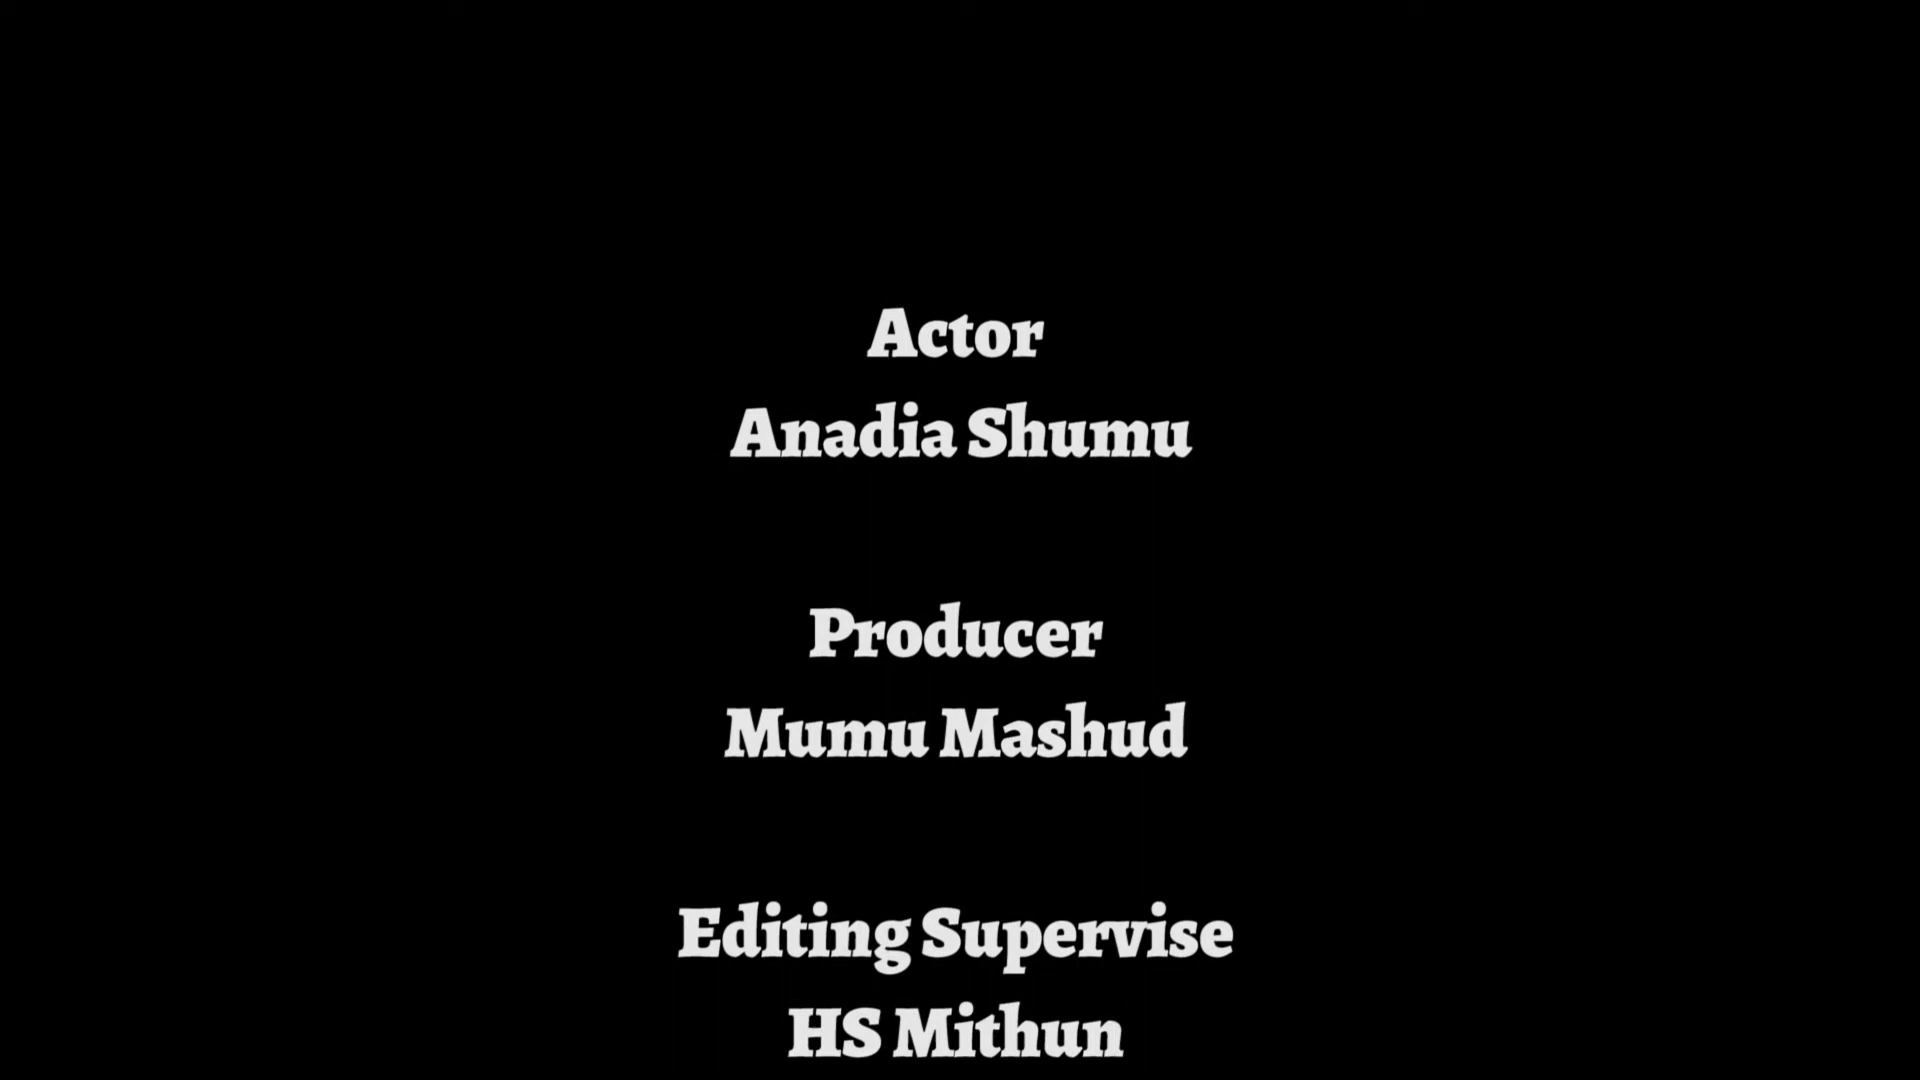 Actor
Anadia Shumu
Producer
Mumu Mashud
Editing Supervise
HS Mithun